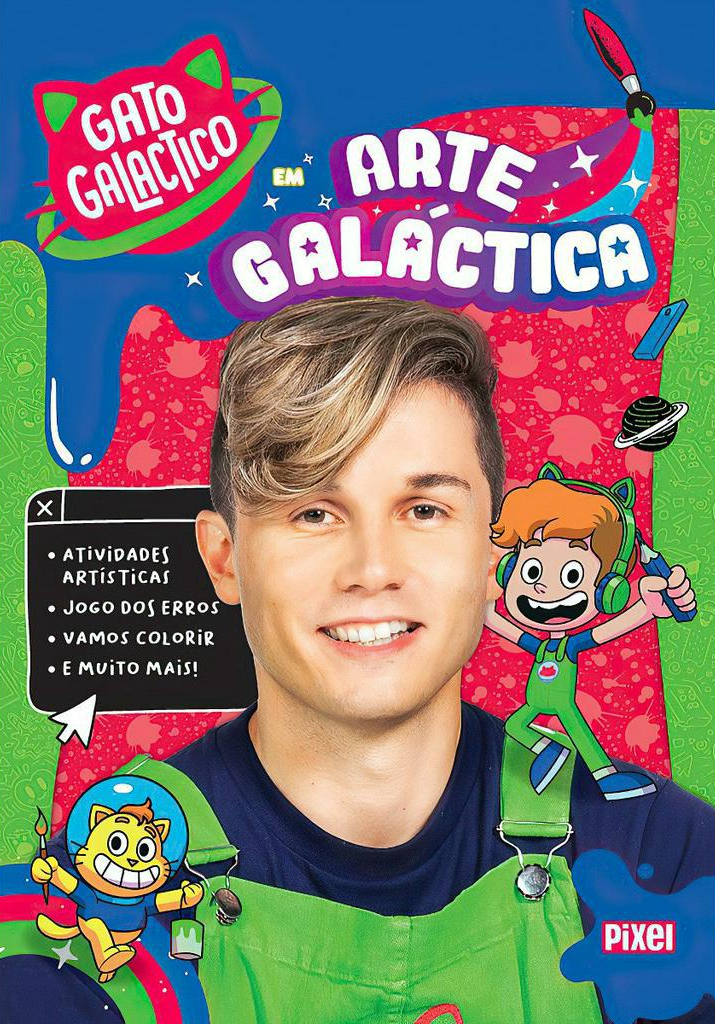 GATO
GALACTICO
EM
ARTE
GALÁCTICA
X
• ATIVIDADES
ARTÍSTICAS
• JOGO DOS ERROS
• VAMOS COLORIR
• E MUITO MAIS!
PIXEL